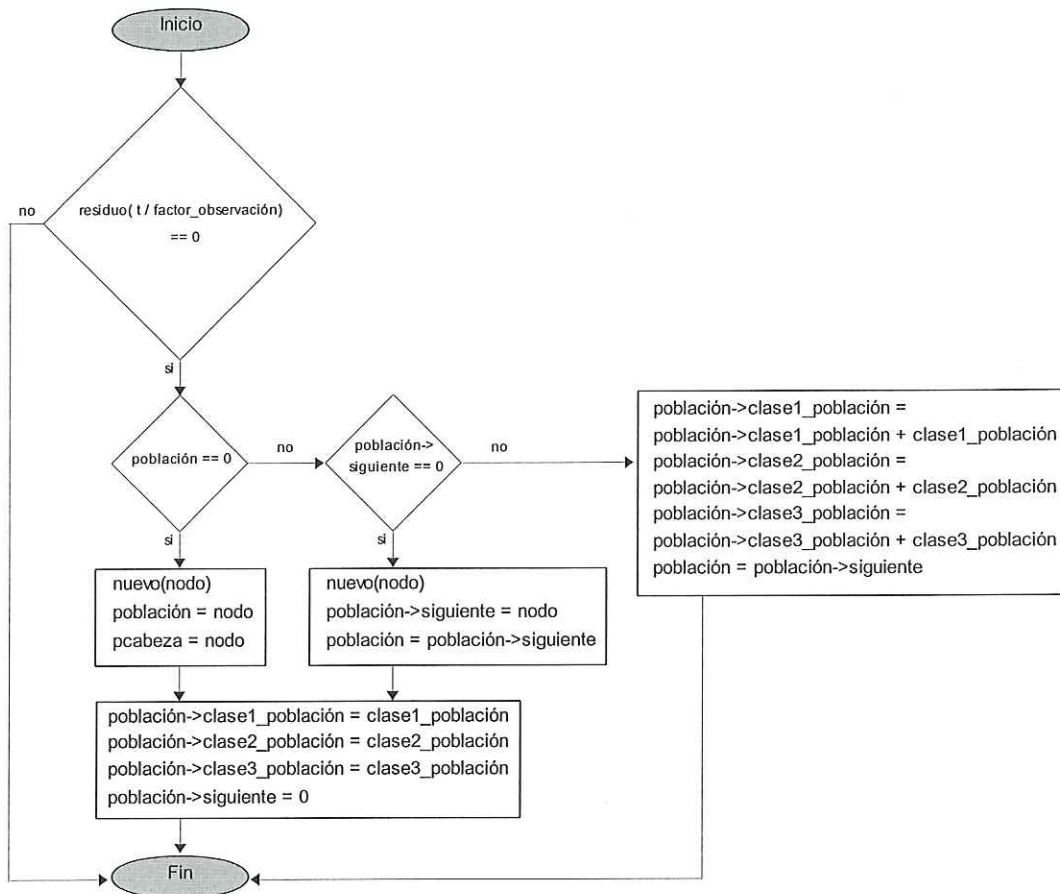 Inicio
residuo( t / factor_observación)
== 0
no
si
población == 0
no
población->
siguiente == 0
no
población->clase1_población =
población->clase1_población + clase1_población
población->clase2_población =
población->clase2_población + clase2_población
población->clase3_población =
población->clase3_población + clase3_población
población = población->siguiente
si
si
nuevo(nodo)
población = nodo
pcabeza = nodo
nuevo(nodo)
población->siguiente = nodo
población = población->siguiente
población->clase1_población = clase1_población
población->clase2_población = clase2_población
población->clase3_población = clase3_población
población->siguiente = 0
Fin